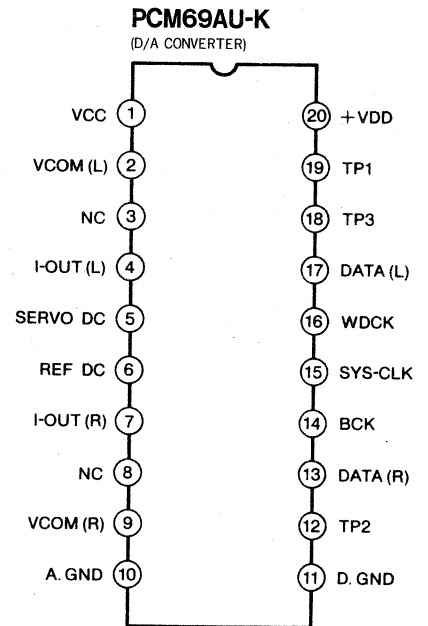 PCM69AU-K
(D/A CONVERTER)
VCC 1 20 +VDD
VCOM (L) 2 19 TP1
NC 3 18 TP3
I-OUT (L) 4 17 DATA (L)
SERVO DC 5 16 WDCK
REF DC 6 15 SYS-CLK
I-OUT (R) 7 14 BCK
NC 8 13 DATA (R)
VCOM (R) 9 12 TP2
A. GND 10 11 D. GND